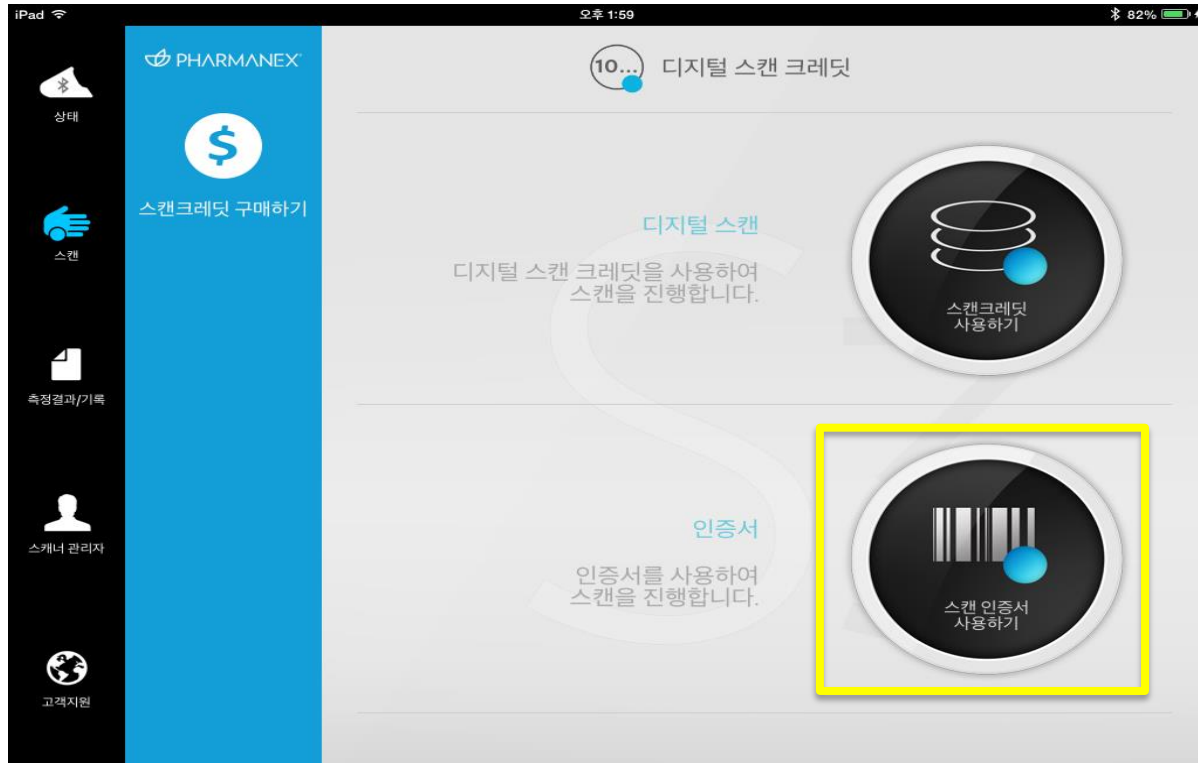 iPad 오후 1:59 82%
상태
스캔
측정결과/기록
스캐너 관리자
고객지원
PHARMANEX
$
스캔크레딧 구매하기
10... 디지털 스캔 크레딧
디지털 스캔
디지털 스캔 크레딧을 사용하여
스캔을 진행합니다.
스캔크레딧
사용하기
인증서
인증서를 사용하여
스캔을 진행합니다.
스캔 인증서
사용하기